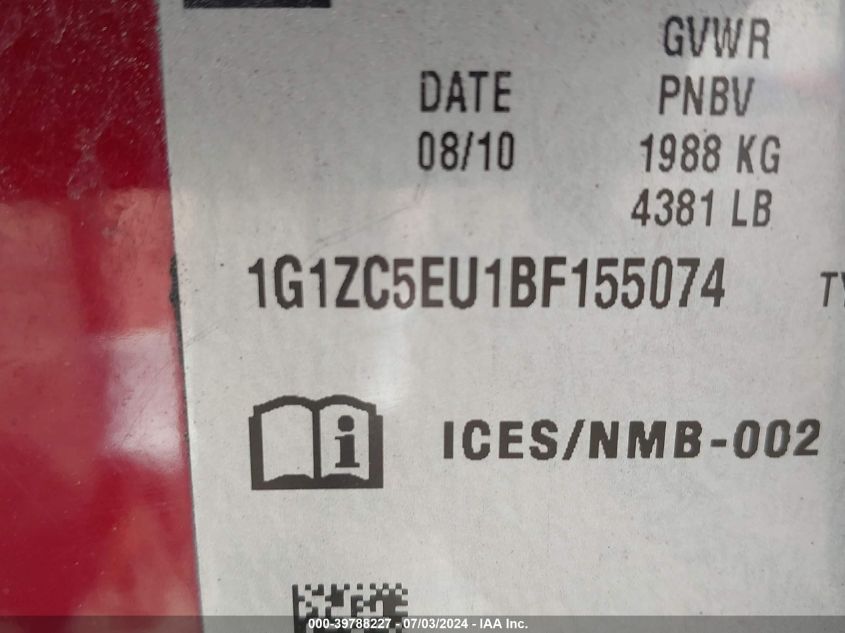 GVWR
DATE PNBV
08/10 1988 KG
4381 LB
1G1ZC5EU1BF155074 TY
i ICES/NMB-002
000-39788227 - 07/03/2024 - IAA Inc.